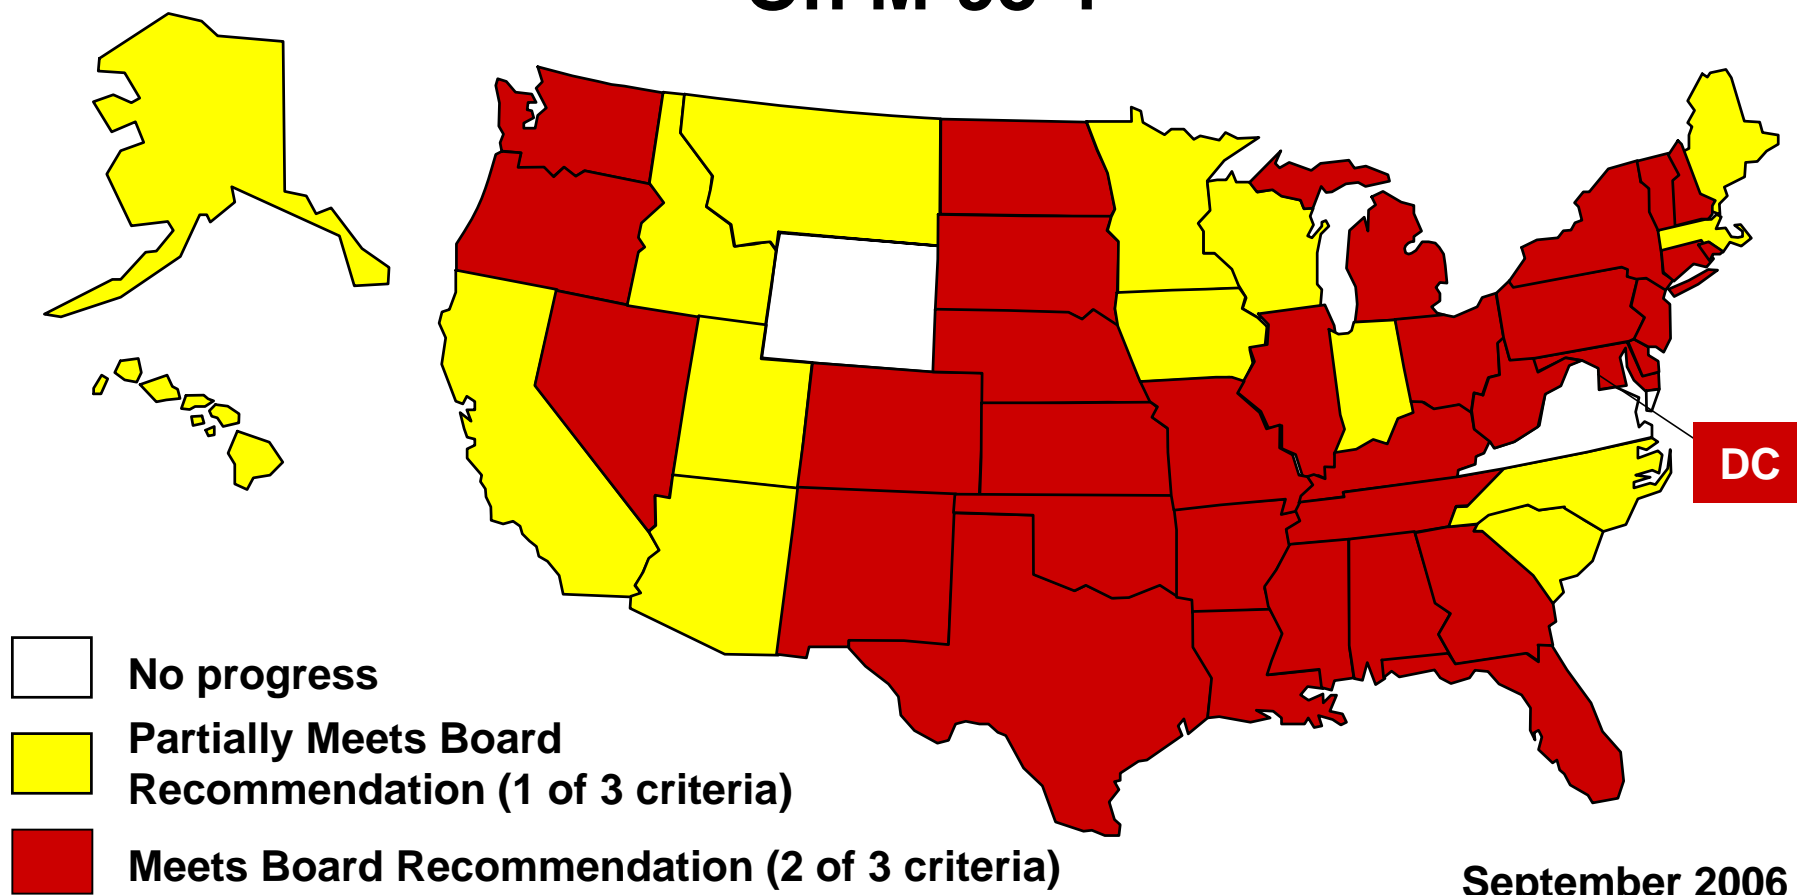 DC
No progress
Partially Meets Board
Recommendation (1 of 3 criteria)
Meets Board Recommendation (2 of 3 criteria)
September 2006